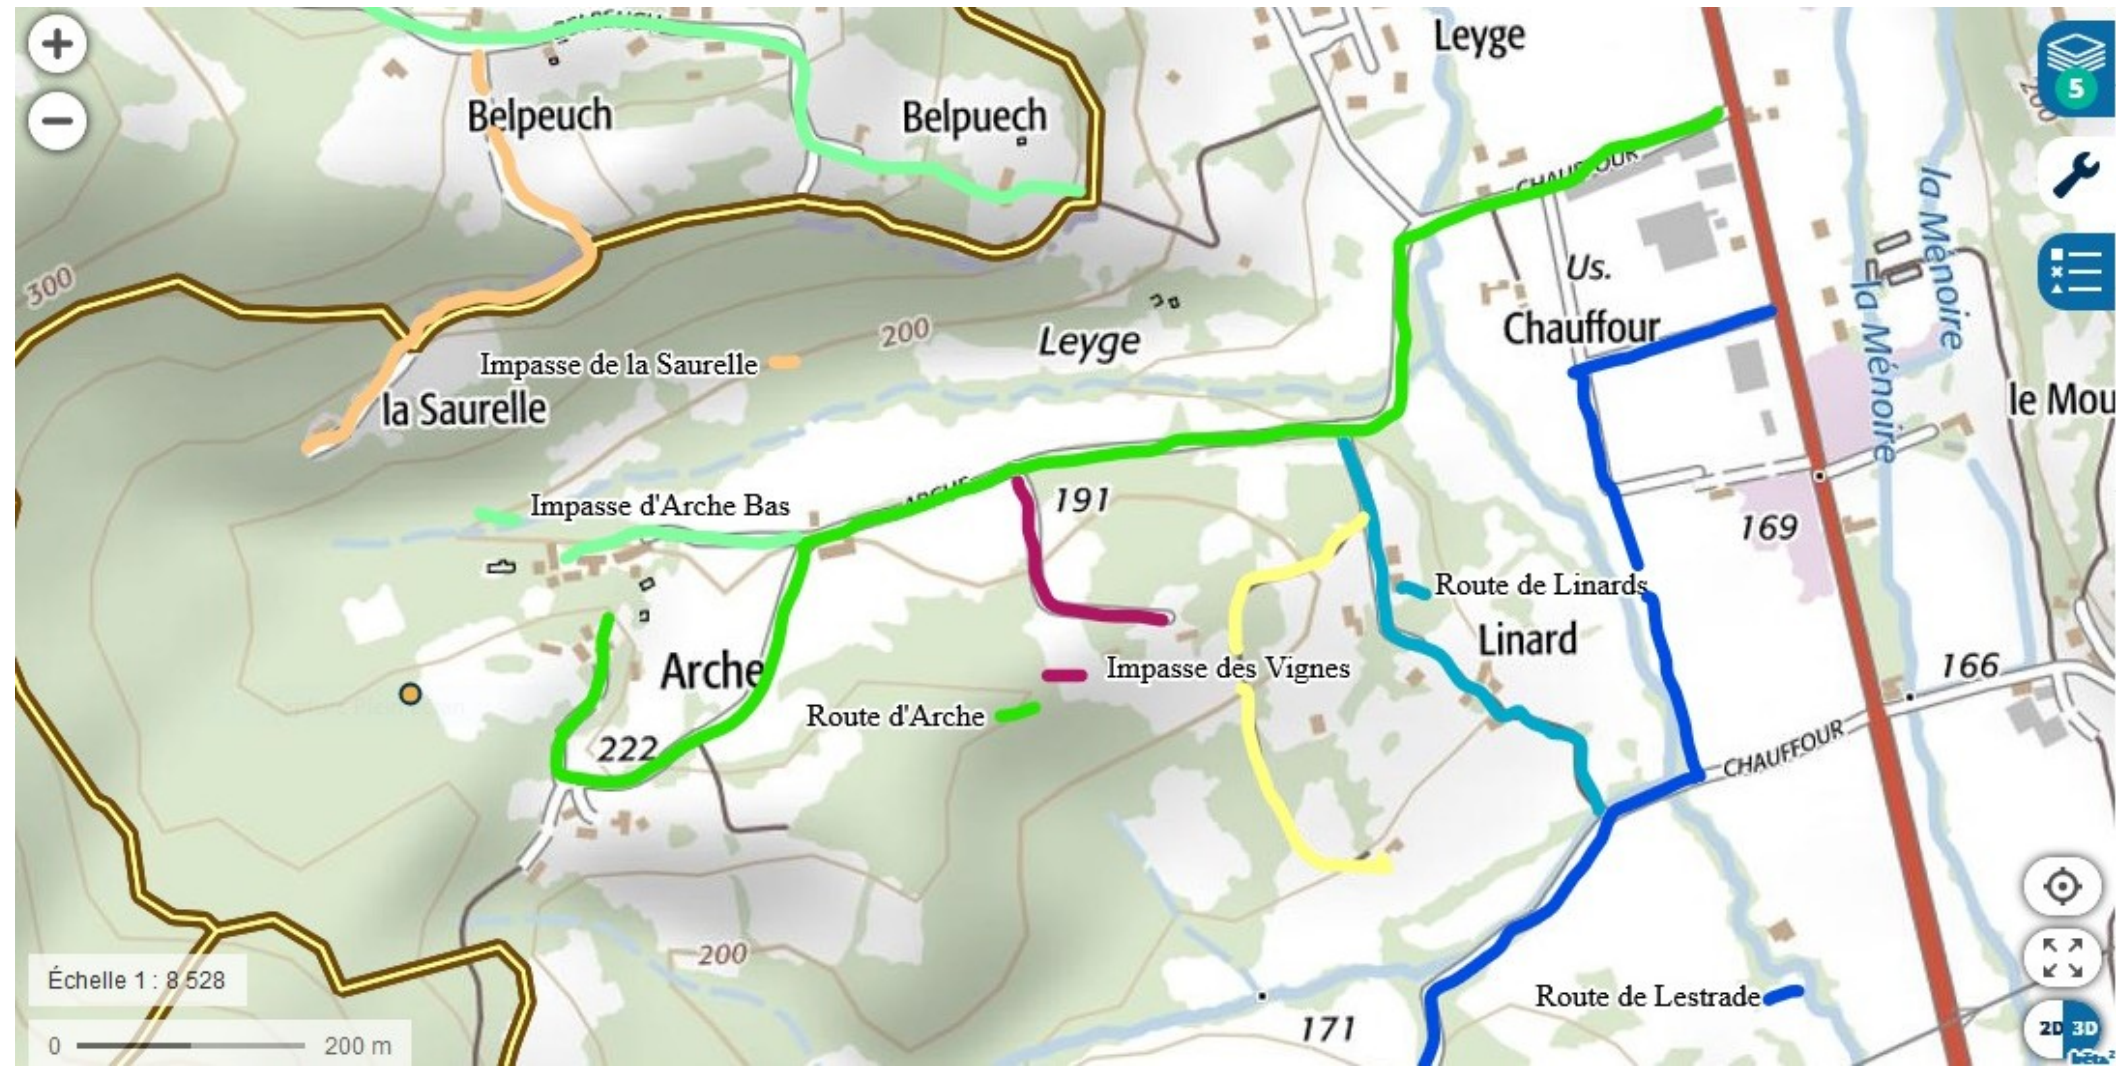 Leyge
5
Belpeuch
Belpuech
CHAUFFOUR
la Ménoire
Us.
Chauffour
300
200
Leyge
la Ménoire
Impasse de la Saurelle
la Saurelle
le Mou
Impasse d'Arche Bas
ARCHE
191
169
Route de Linards
Linard
Arche
Impasse des Vignes
166
Route d'Arche
222
CHAUFFOUR
200
Échelle 1 : 8 528
Route de Lestrade
171
0 200 m
2D 3D